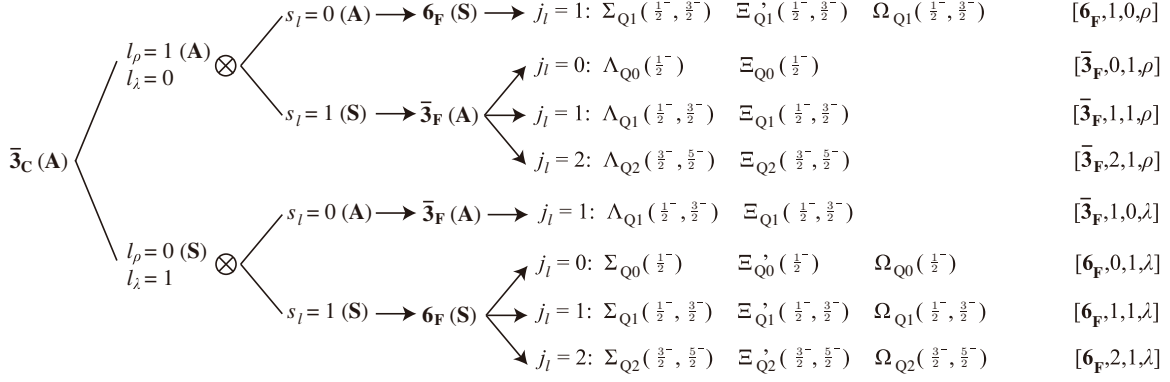 s_l = 0 (A) → 6_F (S) → j_l = 1: Σ_Q1(1/2⁻, 3/2⁻) Ξ'_Q1(1/2⁻, 3/2⁻) Ω_Q1(1/2⁻, 3/2⁻) [6_F,1,0,ρ]
l_ρ = 1 (A)
l_λ = 0 ⊗
j_l = 0: Λ_Q0(1/2⁻) Ξ_Q0(1/2⁻) [3̄_F,0,1,ρ]
s_l = 1 (S) → 3̄_F (A) → j_l = 1: Λ_Q1(1/2⁻, 3/2⁻) Ξ_Q1(1/2⁻, 3/2⁻) [3̄_F,1,1,ρ]
j_l = 2: Λ_Q2(3/2⁻, 5/2⁻) Ξ_Q2(3/2⁻, 5/2⁻) [3̄_F,2,1,ρ]
3̄_C (A)
s_l = 0 (A) → 3̄_F (A) → j_l = 1: Λ_Q1(1/2⁻, 3/2⁻) Ξ_Q1(1/2⁻, 3/2⁻) [3̄_F,1,0,λ]
l_ρ = 0 (S)
l_λ = 1 ⊗
j_l = 0: Σ_Q0(1/2⁻) Ξ'_Q0(1/2⁻) Ω_Q0(1/2⁻) [6_F,0,1,λ]
s_l = 1 (S) → 6_F (S) → j_l = 1: Σ_Q1(1/2⁻, 3/2⁻) Ξ'_Q1(1/2⁻, 3/2⁻) Ω_Q1(1/2⁻, 3/2⁻) [6_F,1,1,λ]
j_l = 2: Σ_Q2(3/2⁻, 5/2⁻) Ξ'_Q2(3/2⁻, 5/2⁻) Ω_Q2(3/2⁻, 5/2⁻) [6_F,2,1,λ]